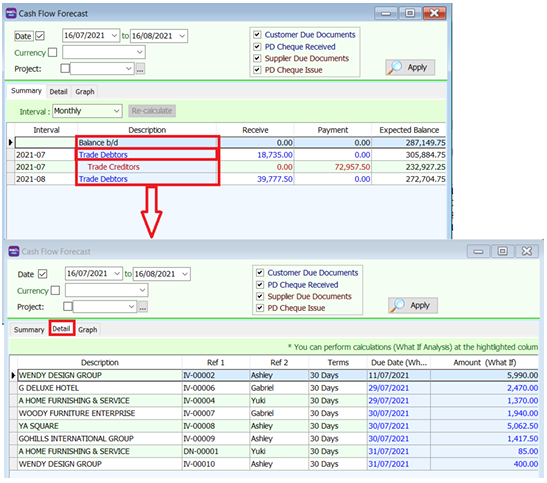 Cash Flow Forecast
Date 16/07/2021 to 16/08/2021
Currency
Project: ...
Customer Due Documents
PD Cheque Received
Suppler Due Documents
PD Cheque Issue
Apply
Summary Detail Graph
Interval : Monthly Re-calculate
Interval Description Receive Payment Expected Balance
Balance b/d 0.00 0.00 287,149.75
2021-07 Trade Debtors 18,735.00 0.00 305,884.75
2021-07 Trade Creditors 0.00 72,957.50 232,927.25
2021-08 Trade Debtors 39,777.50 0.00 272,704.75
Cash Flow Forecast
Date 16/07/2021 to 16/08/2021
Currency
Project: ...
Customer Due Documents
PD Cheque Received
Suppler Due Documents
PD Cheque Issue
Apply
Summary Detail Graph
* You can perform calculations (What If Analysis) at the hightlighted colum
Description Ref 1 Ref 2 Terms Due Date (Wh... Amount (What If)
WENDY DESIGN GROUP IV-00002 Ashley 30 Days 11/07/2021 5,990.00
G DELUXE HOTEL IV-00006 Gabriel 30 Days 29/07/2021 2,470.00
A HOME FURNISHING & SERVICE IV-00004 Yuki 30 Days 29/07/2021 1,370.00
WOODY FURNITURE ENTERPRISE IV-00007 Gabriel 30 Days 30/07/2021 1,940.00
YA SQUARE IV-00008 Ashley 30 Days 30/07/2021 5,062.50
GOHILLS INTERNATIONAL GROUP IV-00009 Ashley 30 Days 30/07/2021 1,417.50
A HOME FURNISHING & SERVICE DN-00001 Yuki 30 Days 31/07/2021 85.00
WENDY DESIGN GROUP IV-00010 Ashley 30 Days 31/07/2021 400.00